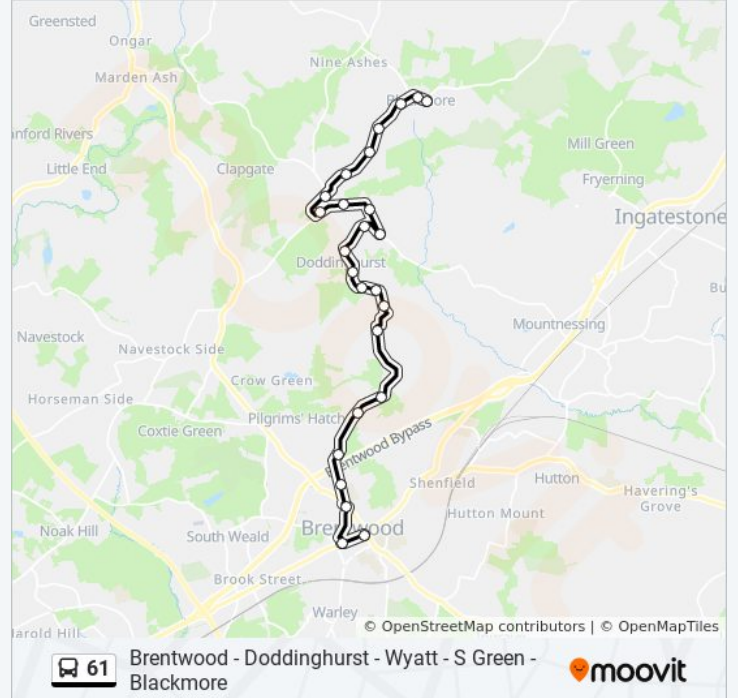 Greensted
Ongar
Nine Ashes
Marden Ash
anford Rivers
Mill Green
Little End
Clapgate
Fryerning
Ingatestone
Doddinghurst
Bu
Mountnessing
Navestock
Navestock Side
Crow Green
Horseman Side
Pilgrims' Hatch
Coxtie Green
Brentwood Bypass
Shenfield
Hutton
Havering's
Grove
Hutton Mount
Noak Hill
South Weald
Brentwood
Brook Street
Warley
Harold Hill
© OpenStreetMap contributors | © OpenMapTiles
61
Brentwood - Doddinghurst - Wyatt - S Green -
Blackmore
moovit